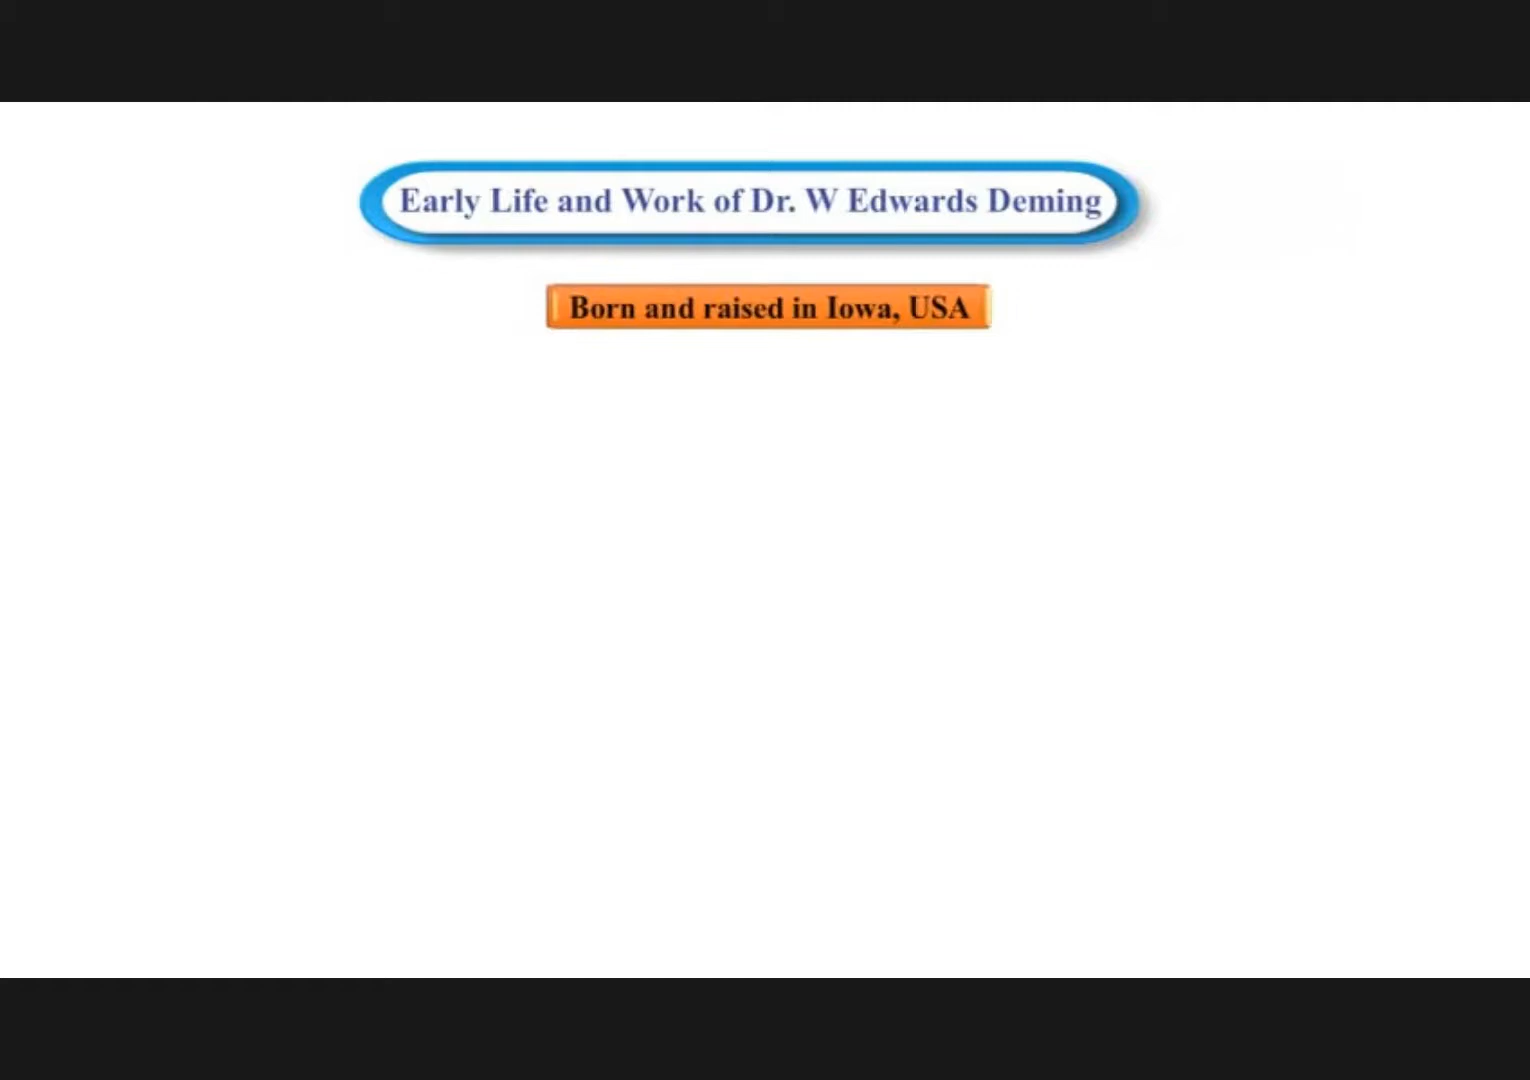 Early Life and Work of Dr. W Edwards Deming
Born and raised in Iowa, USA